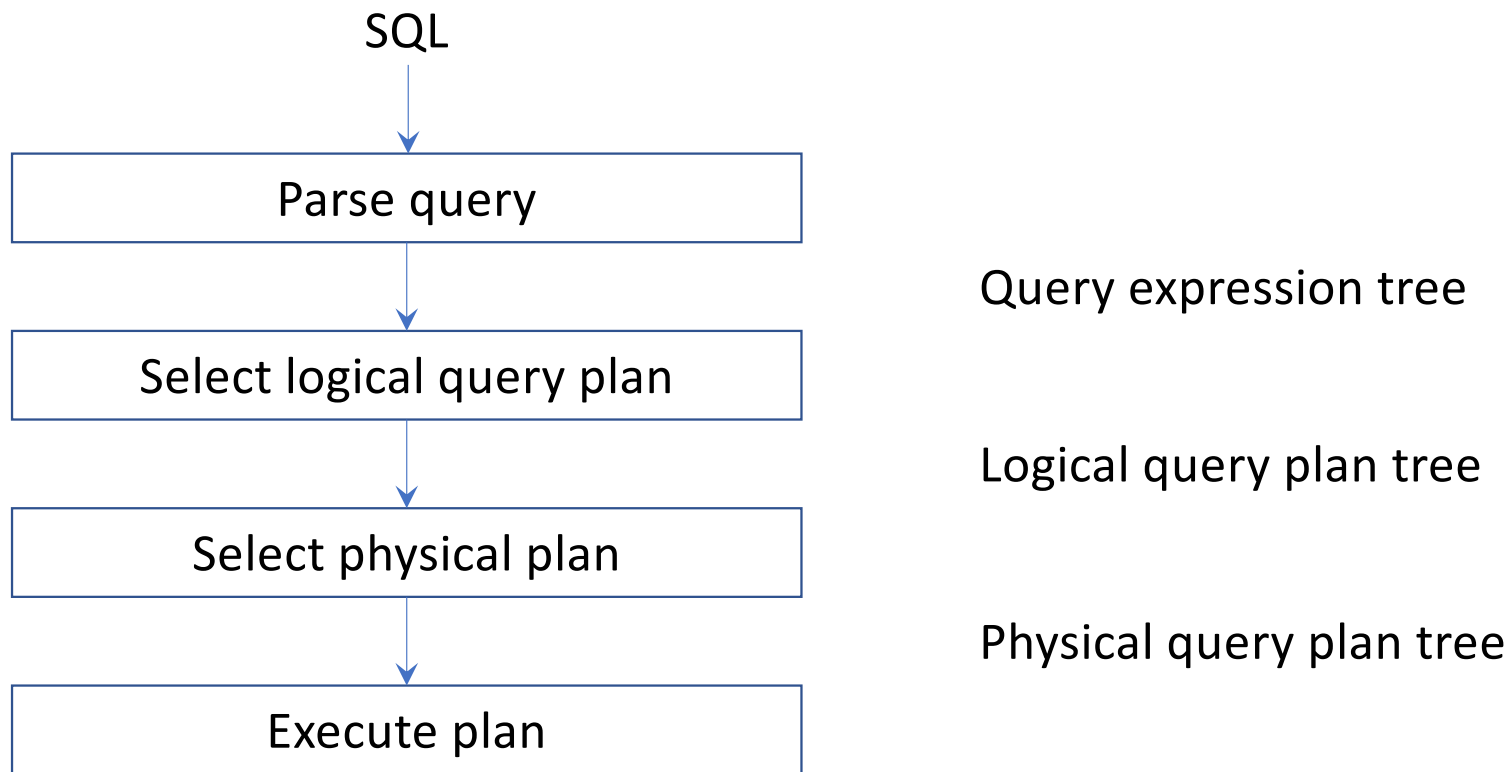 SQL
Parse query
Query expression tree
Select logical query plan
Logical query plan tree
Select physical plan
Physical query plan tree
Execute plan